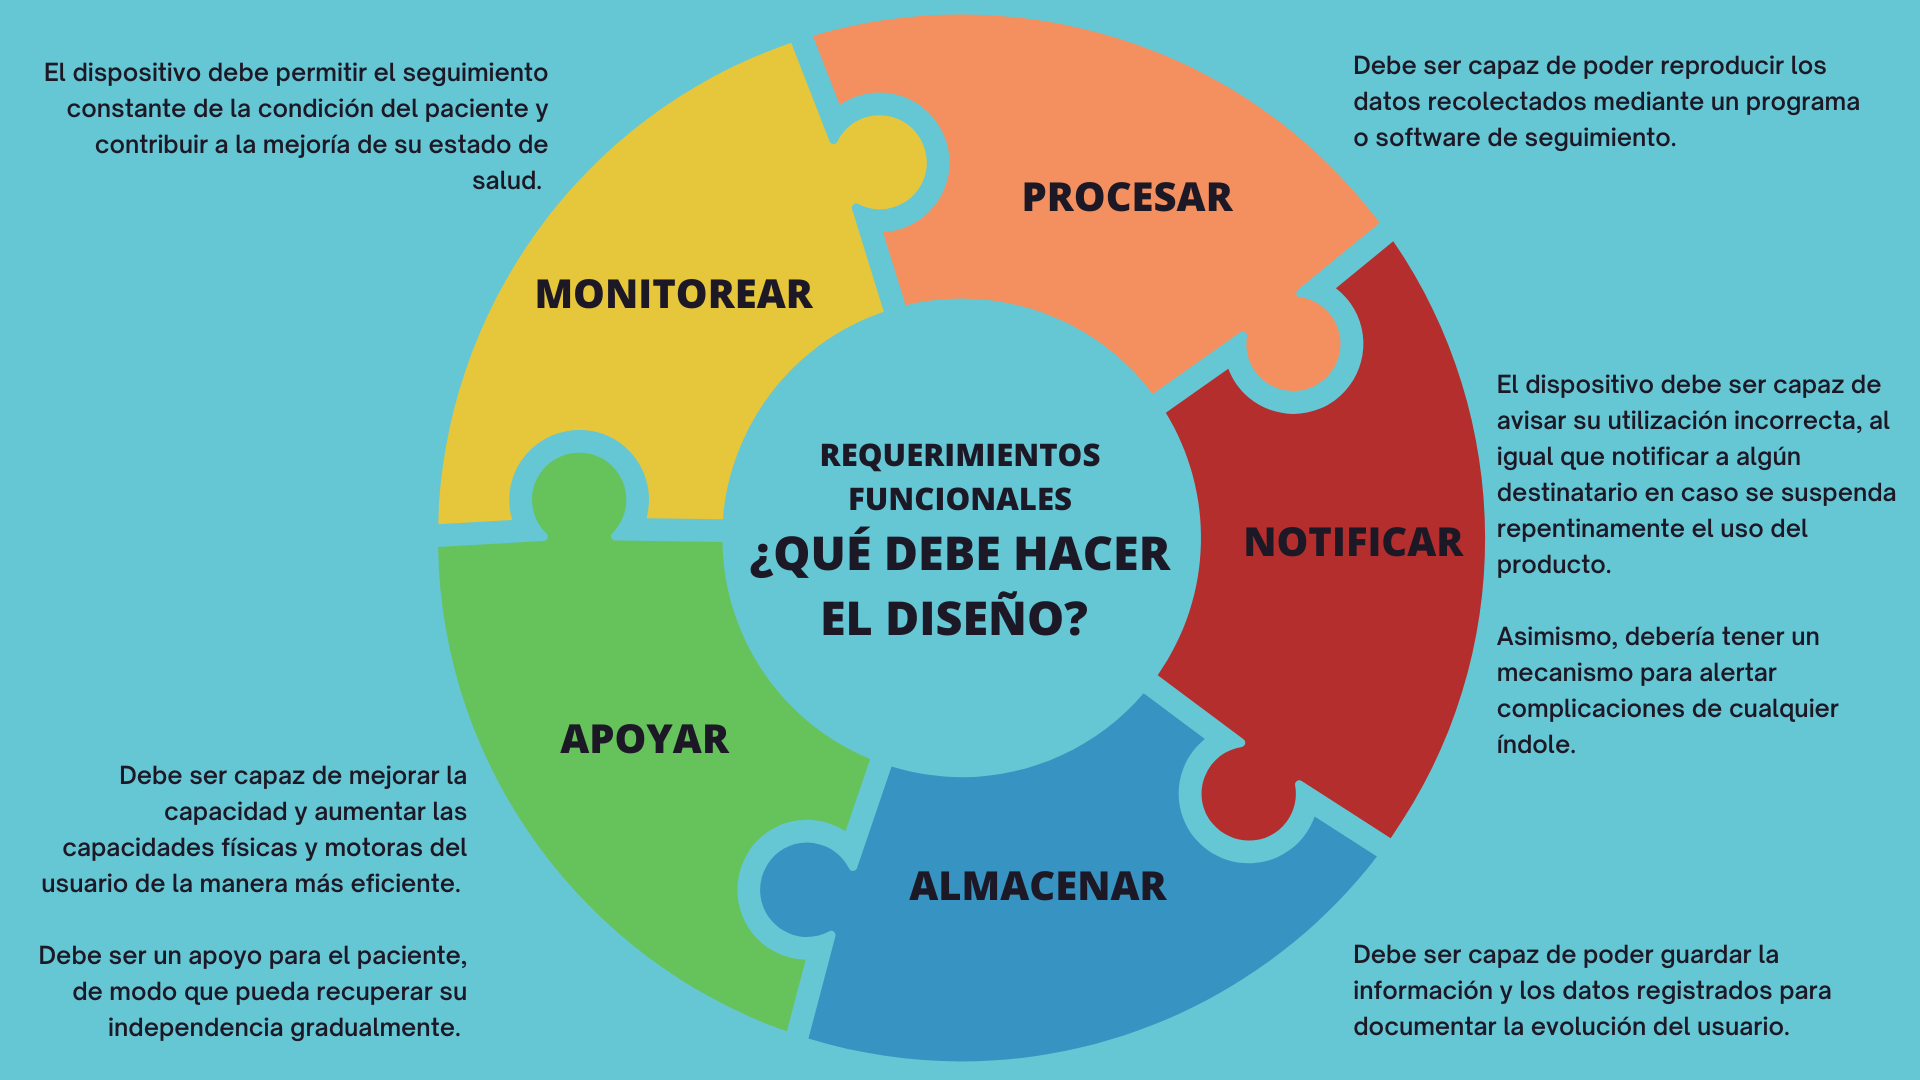 El dispositivo debe permitir el seguimiento
constante de la condición del paciente y
contribuir a la mejoría de su estado de
salud.
MONITOREAR
PROCESAR
Debe ser capaz de poder reproducir los
datos recolectados mediante un programa
o software de seguimiento.
NOTIFICAR
El dispositivo debe ser capaz de
avisar su utilización incorrecta, al
igual que notificar a algún
destinatario en caso se suspenda
repentinamente el uso del
producto.
Asimismo, debería tener un
mecanismo para alertar
complicaciones de cualquier
índole.
REQUERIMIENTOS
FUNCIONALES
¿QUÉ DEBE HACER
EL DISEÑO?
APOYAR
Debe ser capaz de mejorar la
capacidad y aumentar las
capacidades físicas y motoras del
usuario de la manera más eficiente.
Debe ser un apoyo para el paciente,
de modo que pueda recuperar su
independencia gradualmente.
ALMACENAR
Debe ser capaz de poder guardar la
información y los datos registrados para
documentar la evolución del usuario.